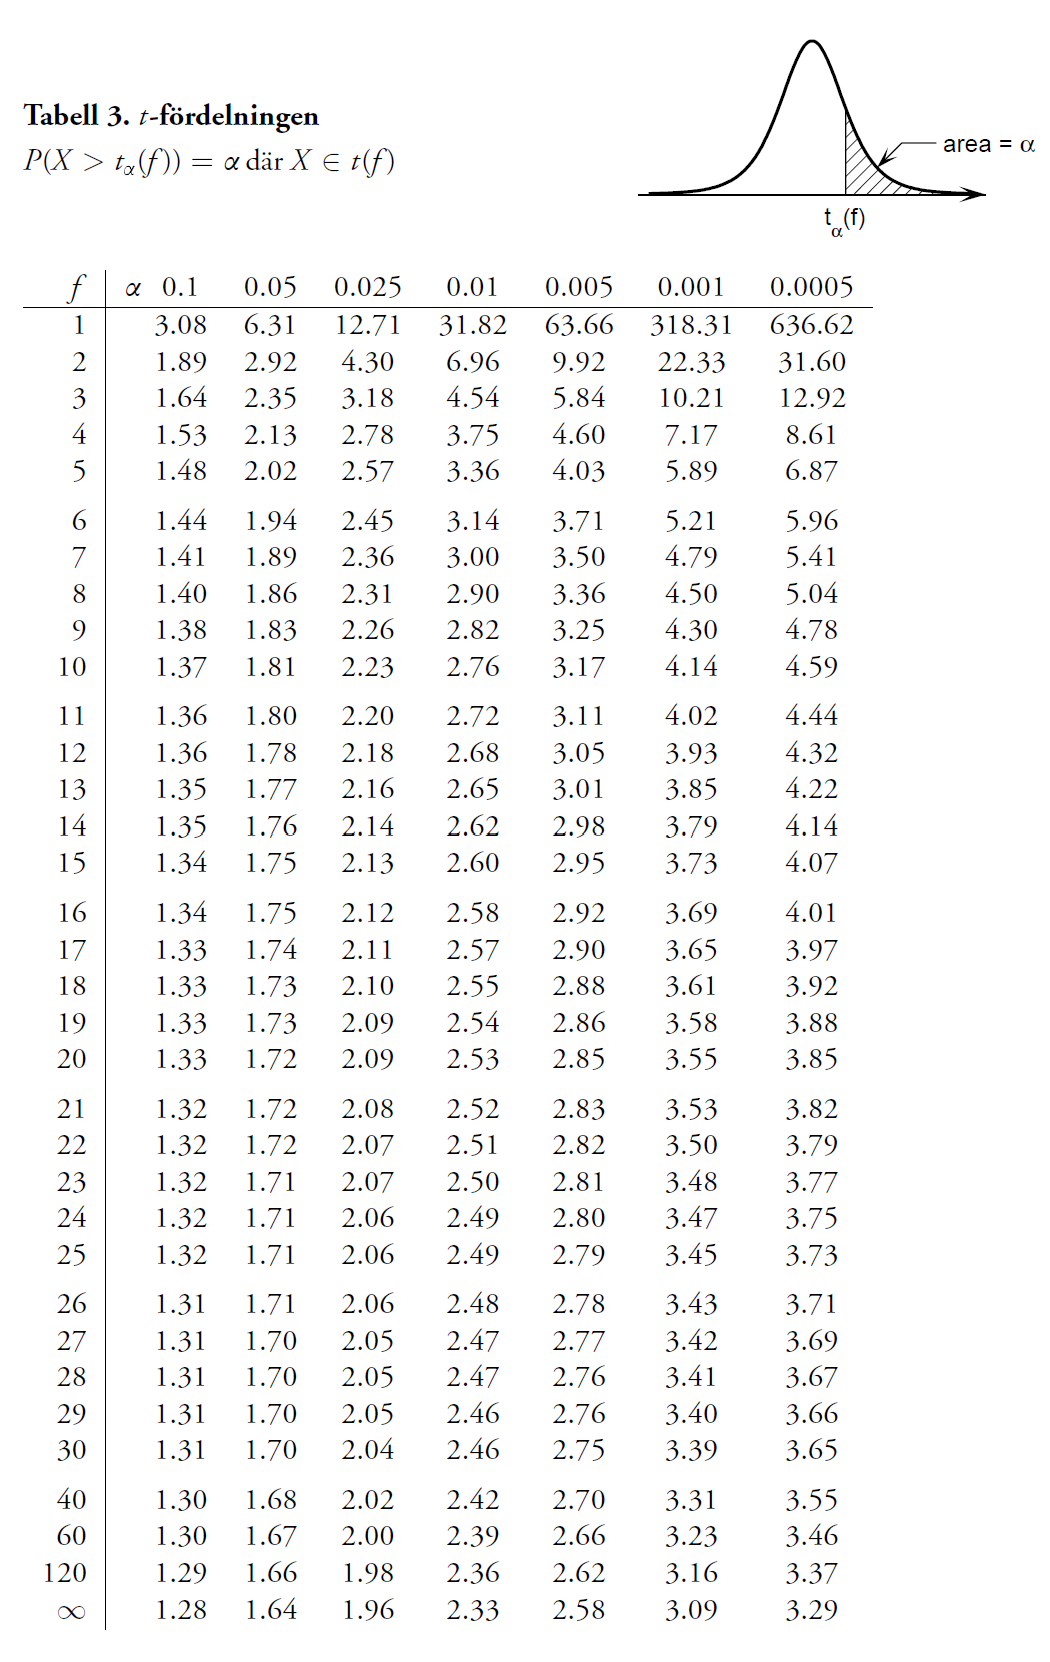 Tabell 3. t-fördelningen
P(X > tα(f)) = α där X ∈ t(f)
area = α
tα(f)
f α 0.1 0.05 0.025 0.01 0.005 0.001 0.0005
1 3.08 6.31 12.71 31.82 63.66 318.31 636.62
2 1.89 2.92 4.30 6.96 9.92 22.33 31.60
3 1.64 2.35 3.18 4.54 5.84 10.21 12.92
4 1.53 2.13 2.78 3.75 4.60 7.17 8.61
5 1.48 2.02 2.57 3.36 4.03 5.89 6.87
6 1.44 1.94 2.45 3.14 3.71 5.21 5.96
7 1.41 1.89 2.36 3.00 3.50 4.79 5.41
8 1.40 1.86 2.31 2.90 3.36 4.50 5.04
9 1.38 1.83 2.26 2.82 3.25 4.30 4.78
10 1.37 1.81 2.23 2.76 3.17 4.14 4.59
11 1.36 1.80 2.20 2.72 3.11 4.02 4.44
12 1.36 1.78 2.18 2.68 3.05 3.93 4.32
13 1.35 1.77 2.16 2.65 3.01 3.85 4.22
14 1.35 1.76 2.14 2.62 2.98 3.79 4.14
15 1.34 1.75 2.13 2.60 2.95 3.73 4.07
16 1.34 1.75 2.12 2.58 2.92 3.69 4.01
17 1.33 1.74 2.11 2.57 2.90 3.65 3.97
18 1.33 1.73 2.10 2.55 2.88 3.61 3.92
19 1.33 1.73 2.09 2.54 2.86 3.58 3.88
20 1.33 1.72 2.09 2.53 2.85 3.55 3.85
21 1.32 1.72 2.08 2.52 2.83 3.53 3.82
22 1.32 1.72 2.07 2.51 2.82 3.50 3.79
23 1.32 1.71 2.07 2.50 2.81 3.48 3.77
24 1.32 1.71 2.06 2.49 2.80 3.47 3.75
25 1.32 1.71 2.06 2.49 2.79 3.45 3.73
26 1.31 1.71 2.06 2.48 2.78 3.43 3.71
27 1.31 1.70 2.05 2.47 2.77 3.42 3.69
28 1.31 1.70 2.05 2.47 2.76 3.41 3.67
29 1.31 1.70 2.05 2.46 2.76 3.40 3.66
30 1.31 1.70 2.04 2.46 2.75 3.39 3.65
40 1.30 1.68 2.02 2.42 2.70 3.31 3.55
60 1.30 1.67 2.00 2.39 2.66 3.23 3.46
120 1.29 1.66 1.98 2.36 2.62 3.16 3.37
∞ 1.28 1.64 1.96 2.33 2.58 3.09 3.29